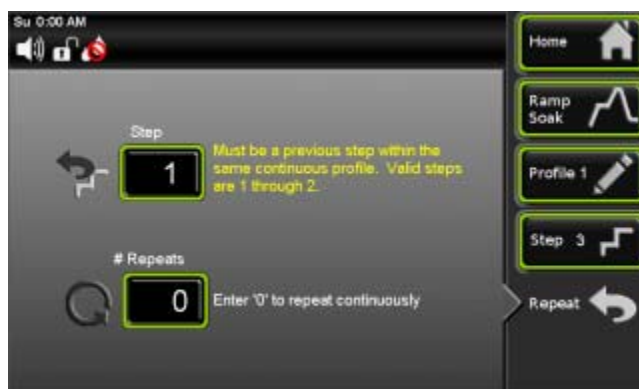 Su 0:00 AM
Home
Ramp
Soak
Step
1
Must be a previous step within the
same continuous profile. Valid steps
are 1 through 2.
Profile 1
Step 3
# Repeats
0
Enter '0' to repeat continuously
Repeat